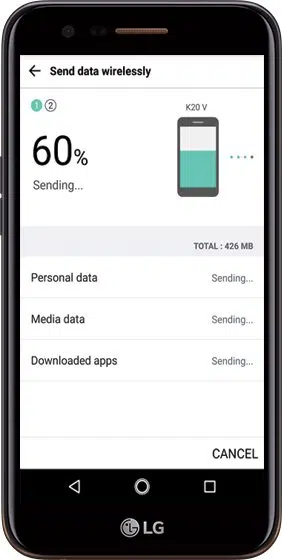 Send data wirelessly
1 2
K20 V
60%
Sending...
TOTAL : 426 MB
Personal data Sending...
Media data Sending...
Downloaded apps Sending...
CANCEL
LG